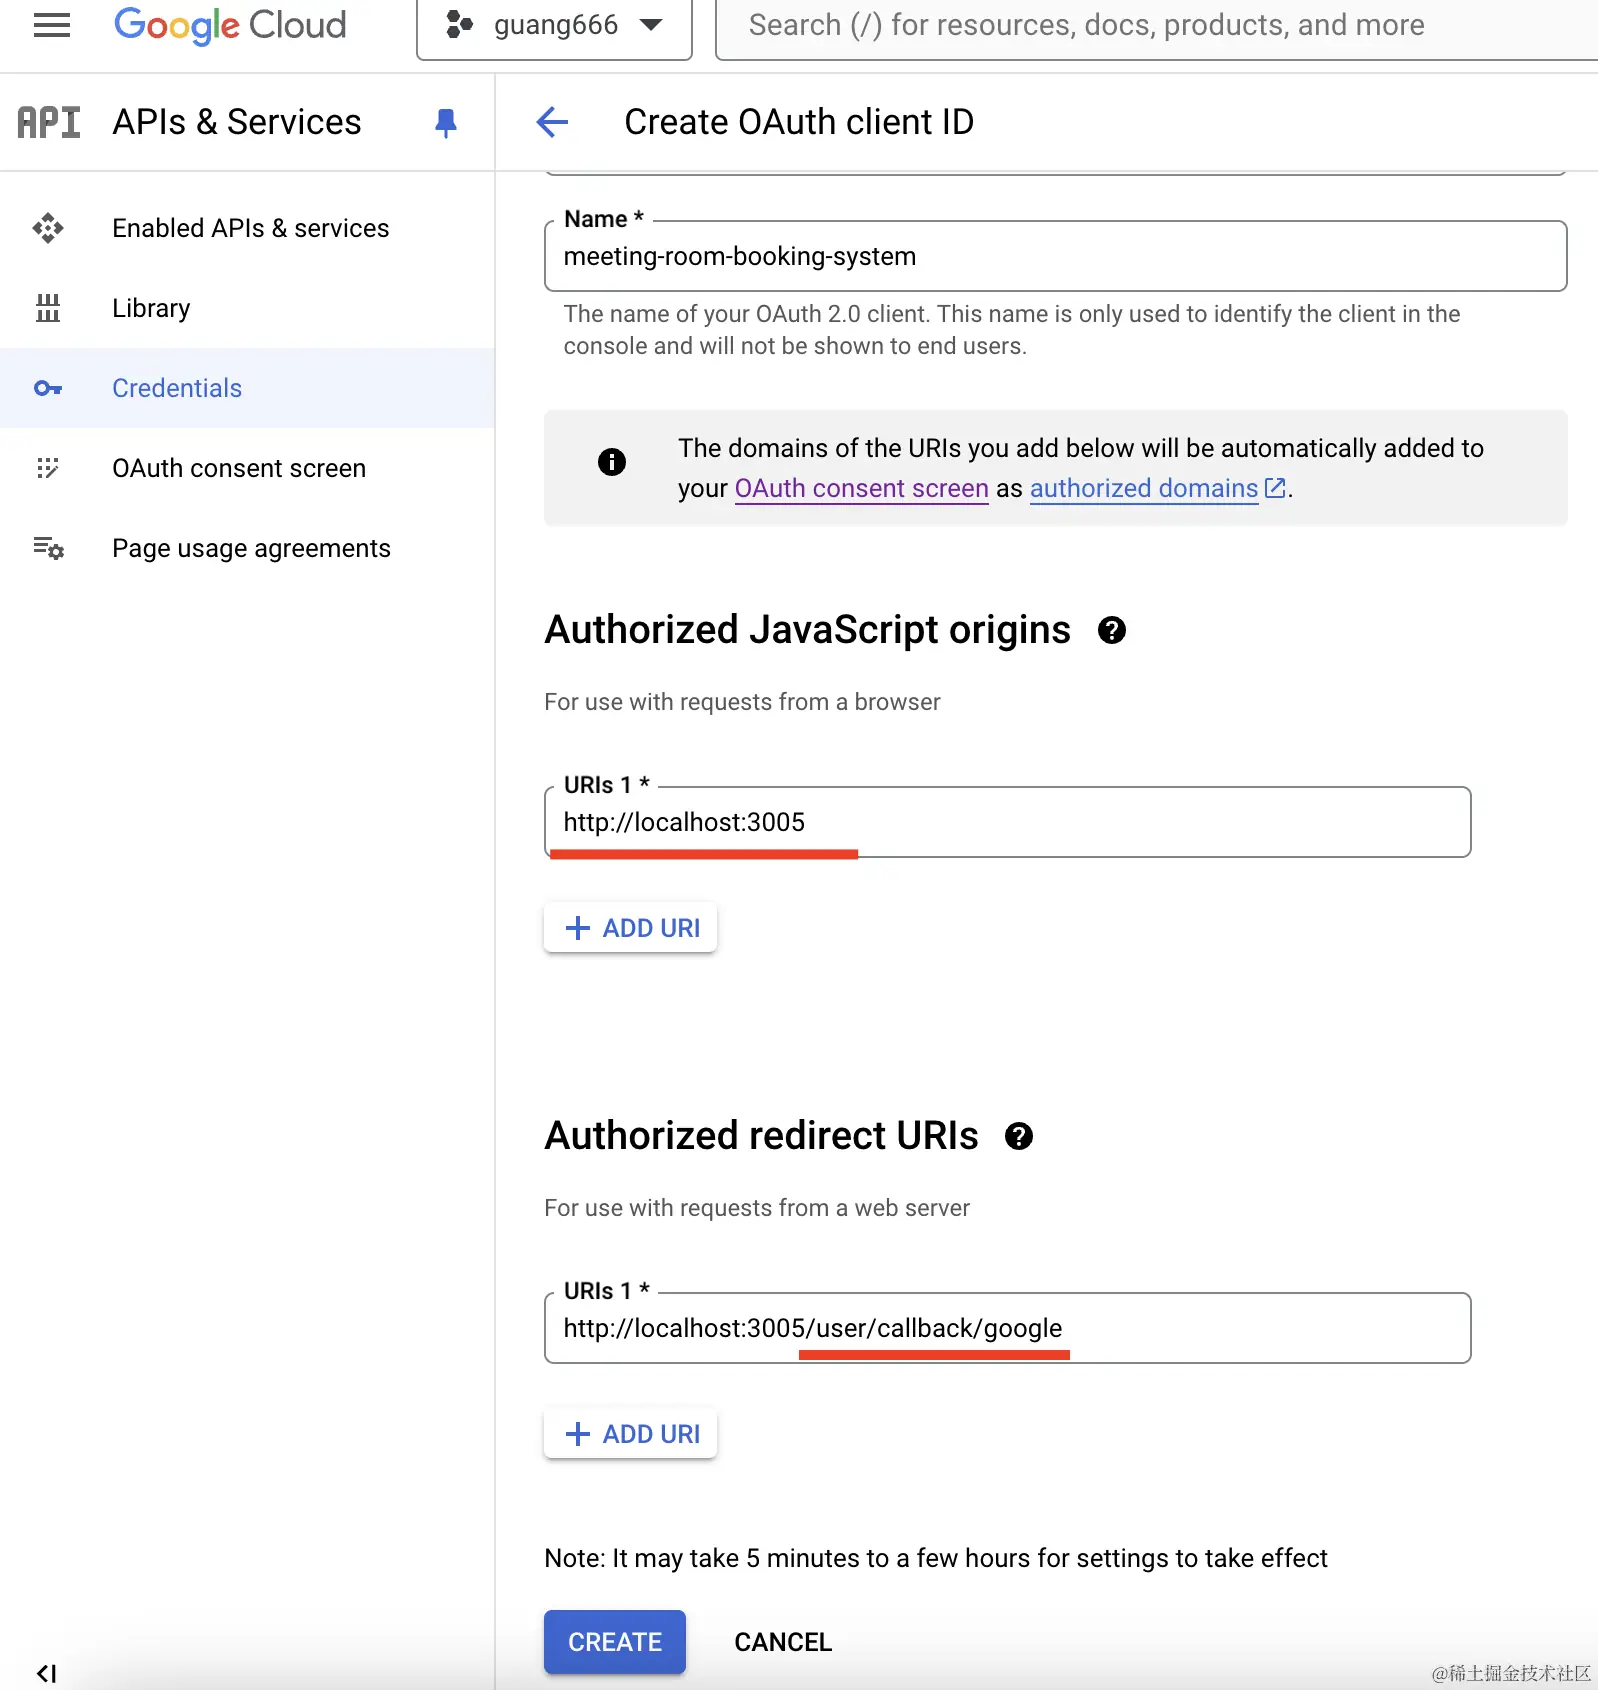 Google Cloud
guang666
Search (/) for resources, docs, products, and more
API
APIs & Services
Create OAuth client ID
Enabled APIs & services
Library
Credentials
OAuth consent screen
Page usage agreements
Name *
meeting-room-booking-system
The name of your OAuth 2.0 client. This name is only used to identify the client in the
console and will not be shown to end users.
The domains of the URIs you add below will be automatically added to
your OAuth consent screen as authorized domains.
Authorized JavaScript origins
For use with requests from a browser
URIs 1 *
http://localhost:3005
ADD URI
Authorized redirect URIs
For use with requests from a web server
URIs 1 *
http://localhost:3005/user/callback/google
ADD URI
Note: It may take 5 minutes to a few hours for settings to take effect
CREATE
CANCEL
@稀土掘金技术社区